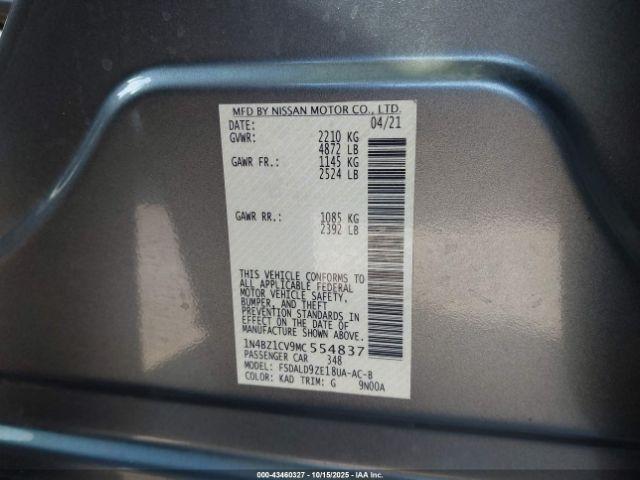 MFD BY NISSAN MOTOR CO., LTD.
DATE: 04/21
GVWR: 2210 KG
4872 LB
GAWR FR.: 1145 KG
2524 LB
GAWR RR.: 1085 KG
2392 LB
THIS VEHICLE CONFORMS TO
ALL APPLICABLE FEDERAL
MOTOR VEHICLE SAFETY,
BUMPER, AND THEFT
PREVENTION STANDARDS IN
EFFECT ON THE DATE OF
MANUFACTURE SHOWN ABOVE.
1N4BZ1CV9MC554837
PASSENGER CAR 348
MODEL: FSDALD9ZE18UA-AC-B
COLOR: KAD TRIM: G 9N00A
000-43460327 - 10/15/2025 - IAAI Inc.